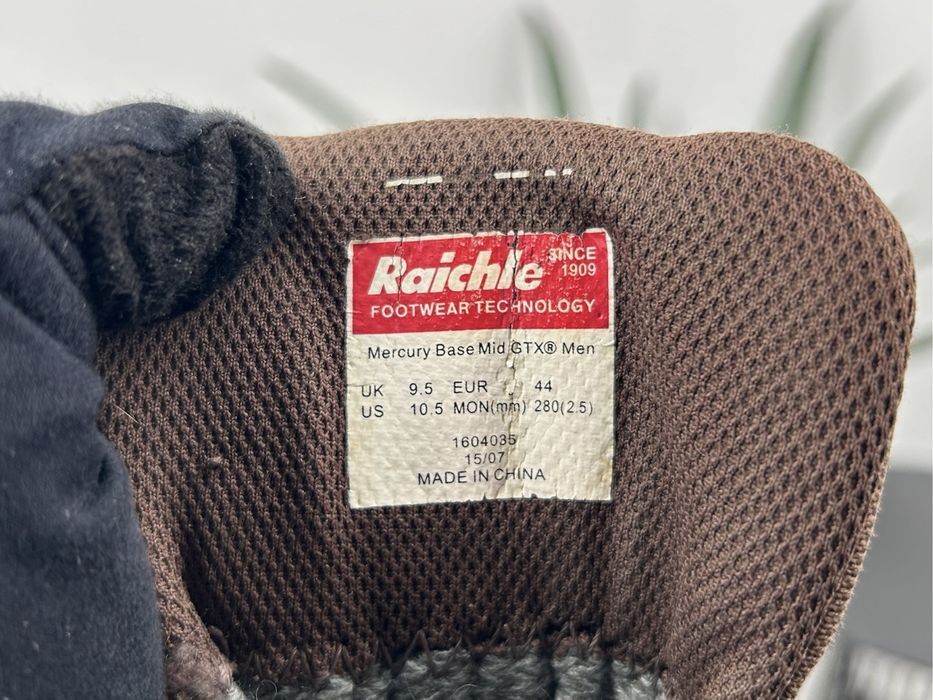 Raichle
SINCE
1909
FOOTWEAR TECHNOLOGY
Mercury Base Mid GTX® Men
UK 9.5 EUR 44
US 10.5 MON(mm) 280(2.5)
1604035
15/07
MADE IN CHINA